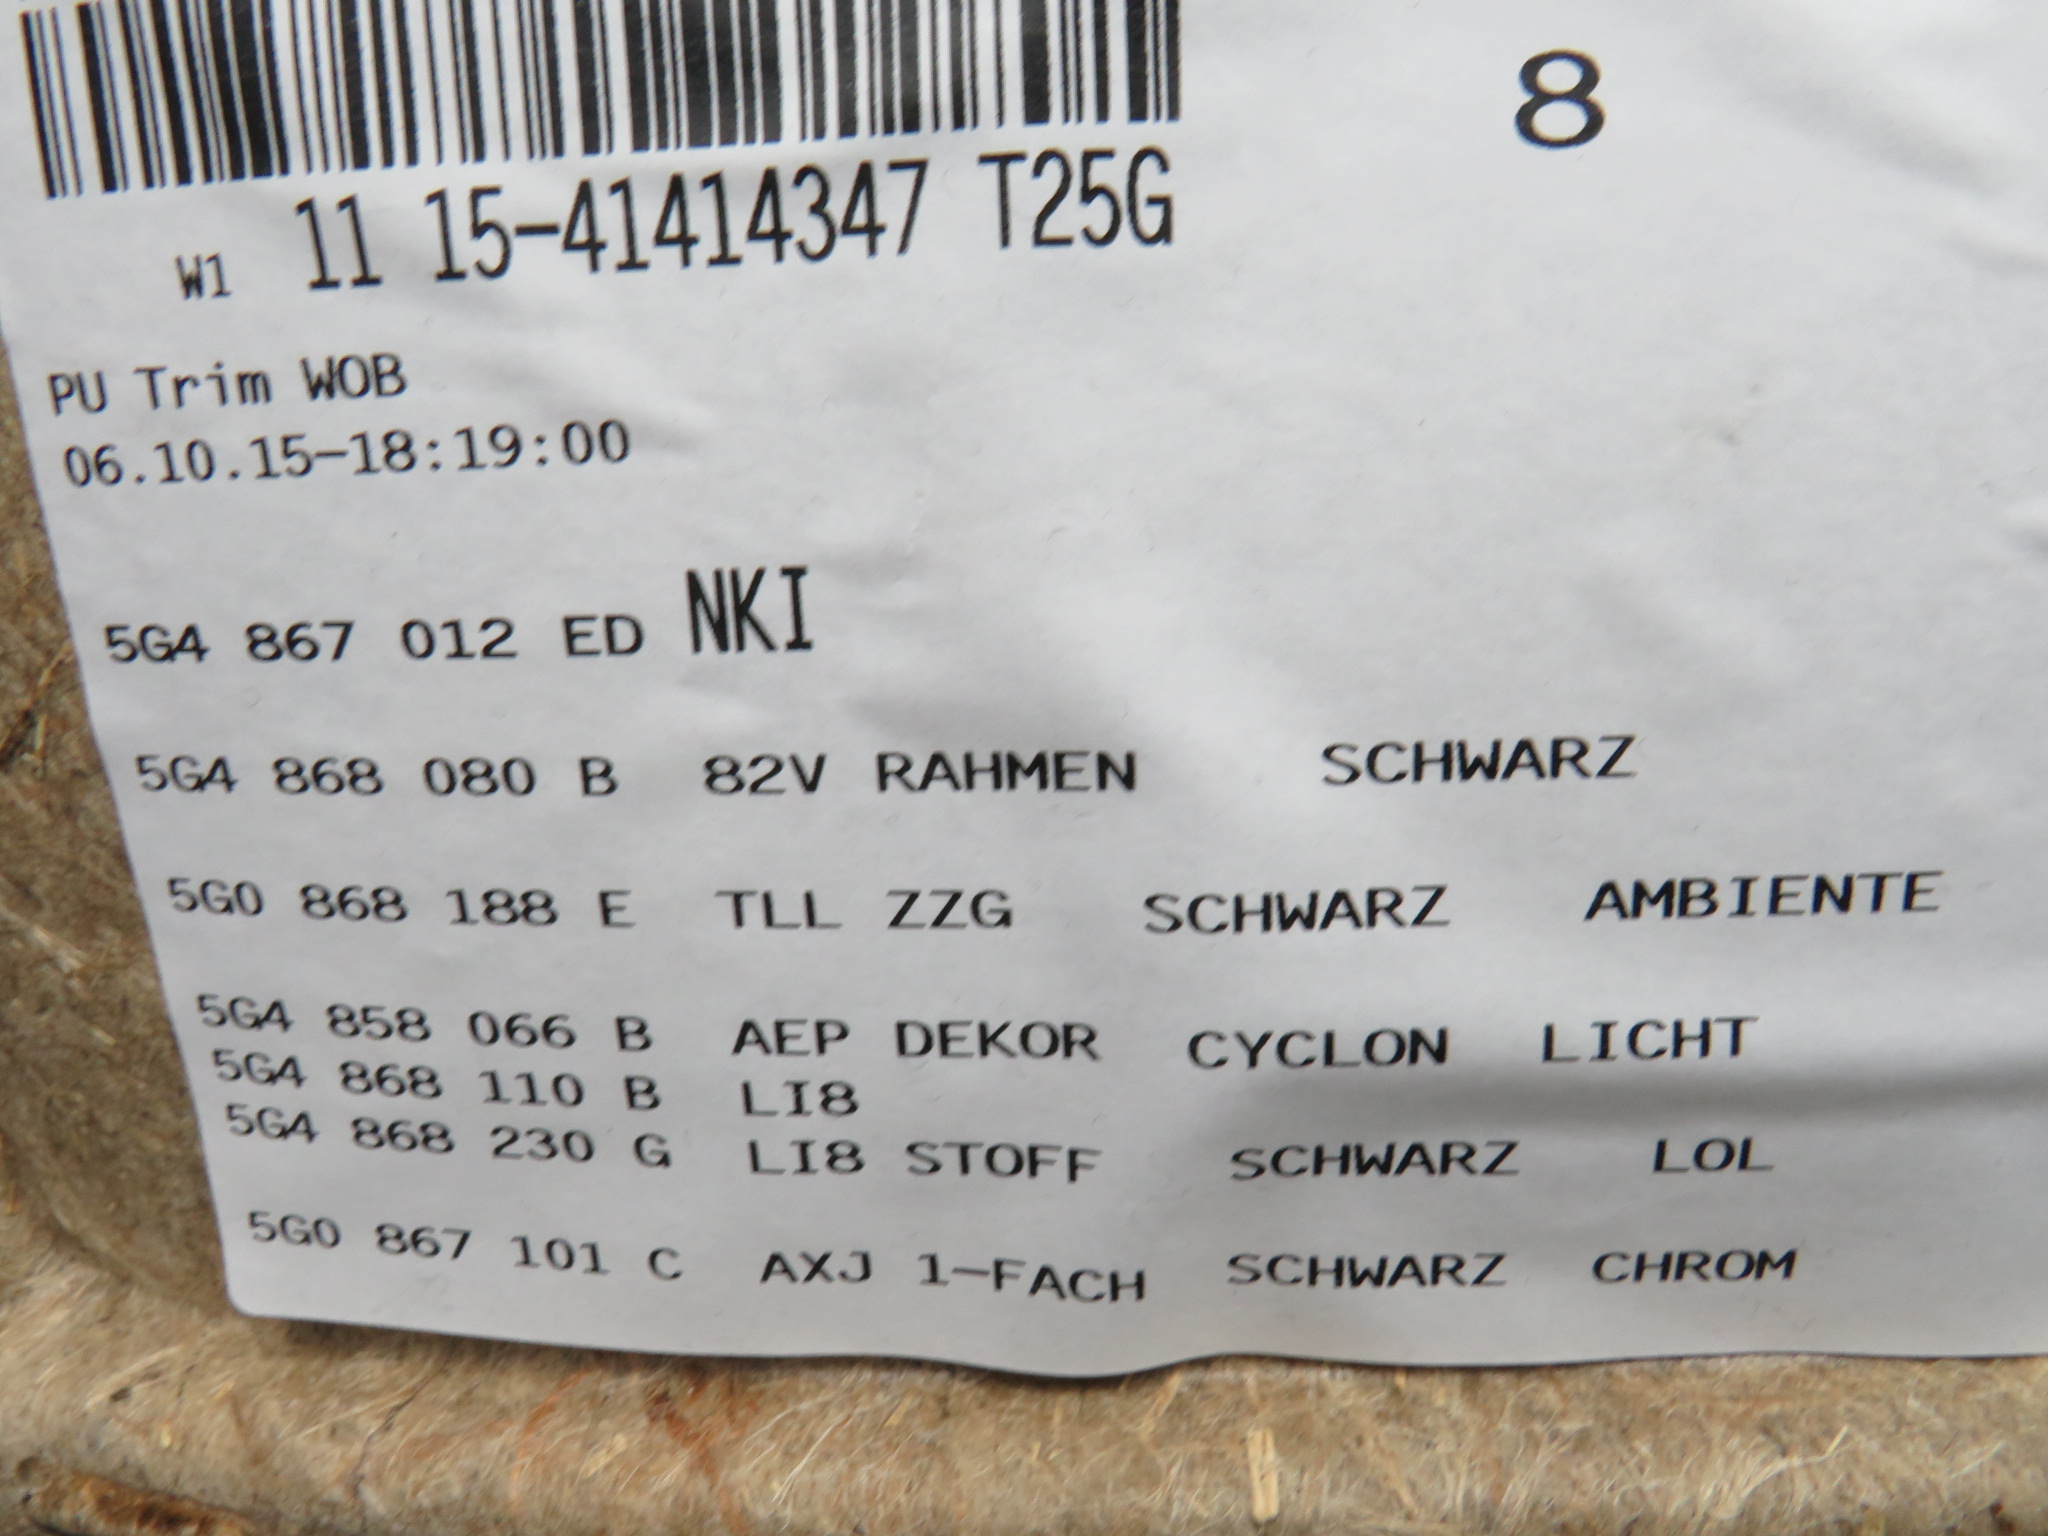 8
W1 11 15-41414347 T25G
PU Trim WOB
06.10.15-18:19:00
5G4 867 012 ED NKI
5G4 868 080 B 82V RAHMEN SCHWARZ
5G0 868 188 E TLL ZZG SCHWARZ AMBIENTE
5G4 858 066 B AEP DEKOR CYCLON LICHT
5G4 868 110 B LI8
5G4 868 230 G LI8 STOFF SCHWARZ LOL
5G0 867 101 C AXJ 1-FACH SCHWARZ CHROM